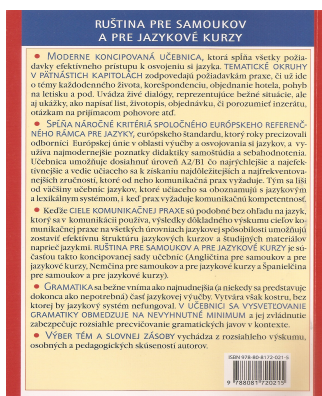 RUŠTINA PRE SAMOUKOV
A PRE JAZYKOVÉ KURZY
● MODERNE KONCIPOVANÁ UČEBNICA, ktorá spĺňa všetky požia-
davky efektívneho prístupu k osvojeniu si jazyka. TEMATICKÉ OKRUHY
V PÄTNÁSTICH KAPITOLÁCH zodpovedajú požiadavkám praxe, či už ide
o témy každodenného života, korešpondenciu, objednanie hotela, pohyb
na letisku a pod. Uvádza živé dialógy, reprezentujúce bežné situácie, ale
aj ukážky, ako napísať list, životopis, objednávku, či porozumieť inzerátu,
otázkam na prijímacom pohovore atď.
● SPĹŇA NÁROČNÉ KRITÉRIÁ SPOLOČNÉHO EURÓPSKEHO REFERENČ-
NÉHO RÁMCA PRE JAZYKY, európskeho štandardu, ktorý roky precizovali
odborníci Európskej únie v oblasti výučby a osvojovania si jazykov, a vy-
užíva najmodernejšie poznatky didaktiky samoštúdia a sebahodnotenia.
Učebnica umožňuje dosiahnuť úroveň A2/B1 čo najrýchlejšie a najefek-
tívnejšie a vedie učiaceho sa k získaniu najdôležitejších a najfrekventova-
nejších zručností, ktoré od neho komunikačná prax vyžaduje. Tým sa líši
od väčšiny učebníc jazykov, ktoré učiaceho sa oboznamujú s jazykovým
a lexikálnym systémom, i keď prax vyžaduje komunikačnú kompetentnosť.
● Keďže CIELE KOMUNIKAČNEJ PRAXE sú podobné bez ohľadu na jazyk,
ktorý sa v komunikácii používa, výsledky dôkladného výskumu cieľov ko-
munikačnej praxe na všetkých úrovniach jazykovej spôsobilosti umožňujú
zostaviť efektívnu štruktúru jazykových kurzov a študijných materiálov
naprieč jazykmi. RUŠTINA PRE SAMOUKOV A PRE JAZYKOVÉ KURZY je sú-
časťou takto koncipovanej sady učebníc (Angličtina pre samoukov a pre
jazykové kurzy, Nemčina pre samoukov a pre jazykové kurzy a Španielčina
pre samoukov a pre jazykové kurzy).
● GRAMATIKA sa bežne vníma ako najnudnejšia (a niekedy sa predstavuje
dokonca ako nepotrebná) časť jazykovej výučby. Vytvára však kostru, bez
ktorej by jazykový systém nefungoval. V UČEBNICI SA VYSVETĽOVANIE
GRAMATIKY OBMEDZUJE NA NEVYHNUTNÉ MINIMUM a jej zvládnutie
zabezpečuje rozsiahle precvičovanie gramatických javov v kontexte.
● VÝBER TÉM A SLOVNEJ ZÁSOBY vychádza z rozsiahleho výskumu,
osobných a pedagogických skúseností autorov.
ISBN 978-80-8172-021-5
9 788081 720215